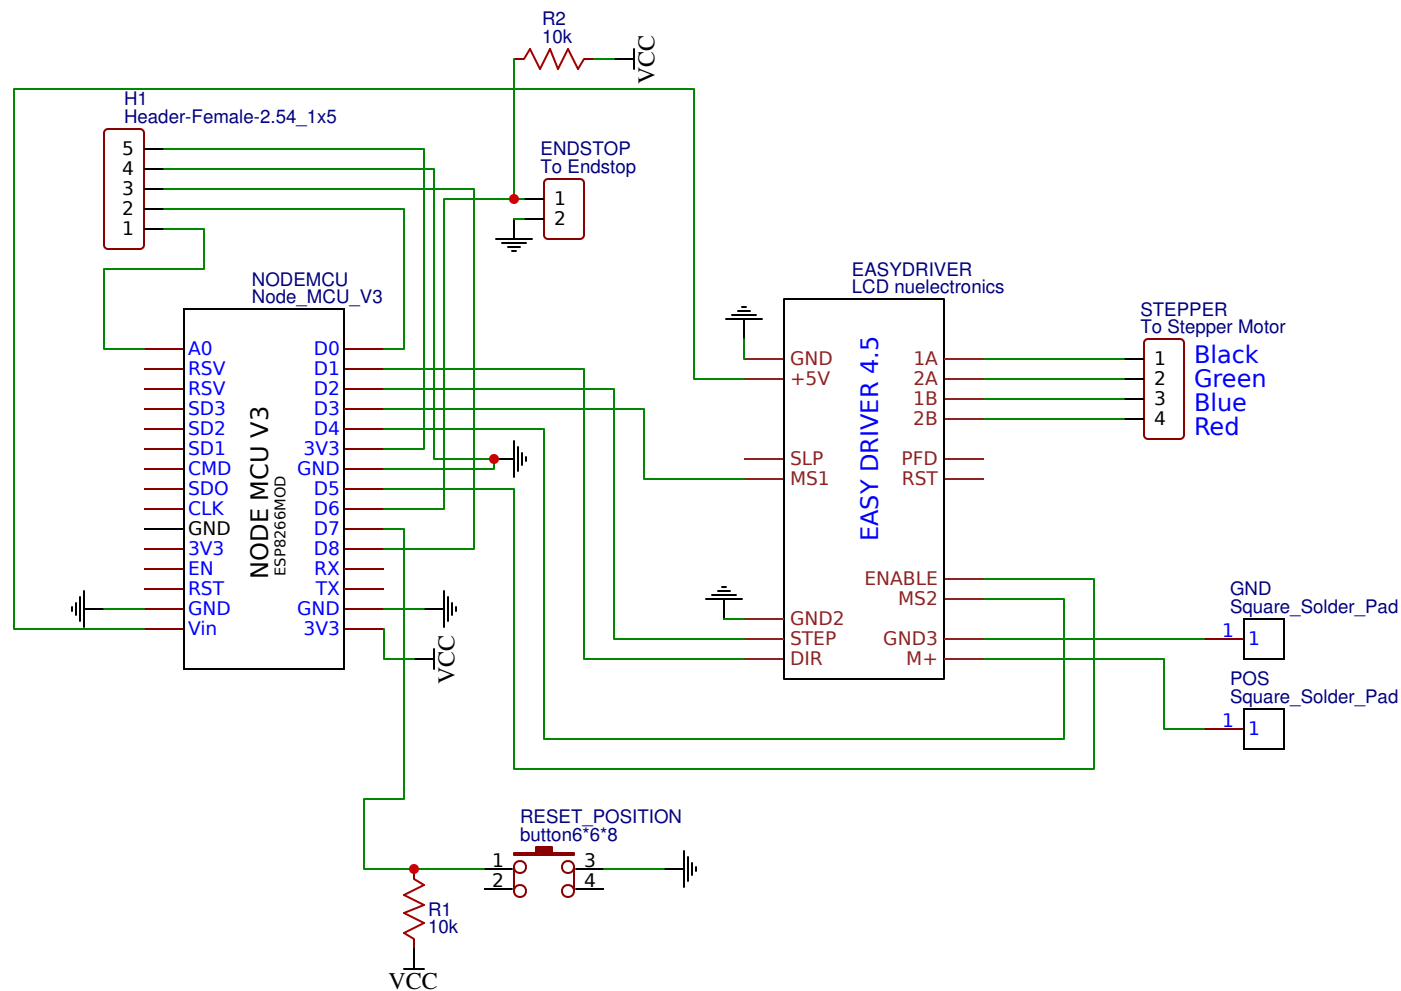 R2
10k
VCC
H1
Header-Female-2.54_1x5
5
4
3
2
1
ENDSTOP
To Endstop
1
2
NODEMCU
Node_MCU_V3
A0
RSV
RSV
SD3
SD2
SD1
CMD
SDO
CLK
GND
3V3
EN
RST
GND
Vin
NODE MCU V3
ESP8266MOD
D0
D1
D2
D3
D4
3V3
GND
D5
D6
D7
D8
RX
TX
GND
3V3
VCC
EASYDRIVER
LCD nuelectronics
GND
+5V
SLP
MS1
GND2
STEP
DIR
EASY DRIVER 4.5
1A
2A
1B
2B
PFD
RST
ENABLE
MS2
GND3
M+
STEPPER
To Stepper Motor
1 Black
2 Green
3 Blue
4 Red
GND
Square_Solder_Pad
1 1
POS
Square_Solder_Pad
1 1
RESET_POSITION
button6*6*8
1 3
2 4
R1
10k
VCC